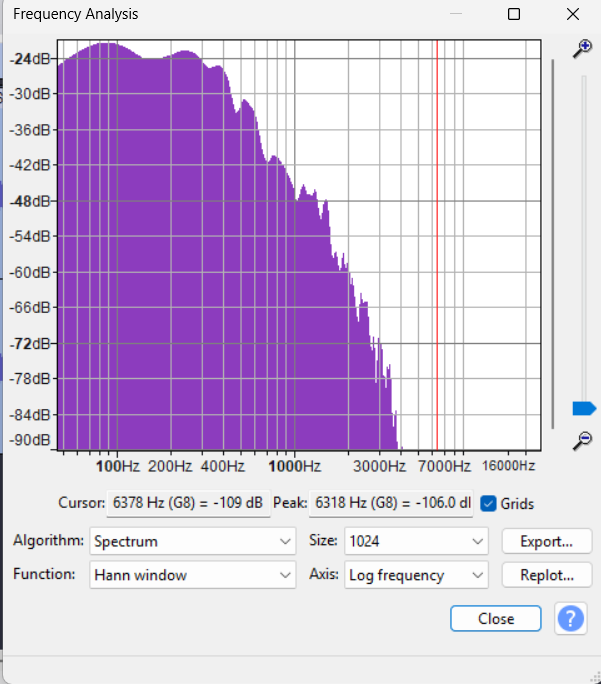 Frequency Analysis
-24dB
-30dB
-36dB
-42dB
-48dB
-54dB
-60dB
-66dB
-72dB
-78dB
-84dB
-90dB
100Hz 200Hz 400Hz 1000Hz 3000Hz 7000Hz 16000Hz
Cursor: 6378 Hz (G8) = -109 dB Peak: 6318 Hz (G8) = -106.0 dB Grids
Algorithm: Spectrum Size: 1024 Export...
Function: Hann window Axis: Log frequency Replot...
Close ?